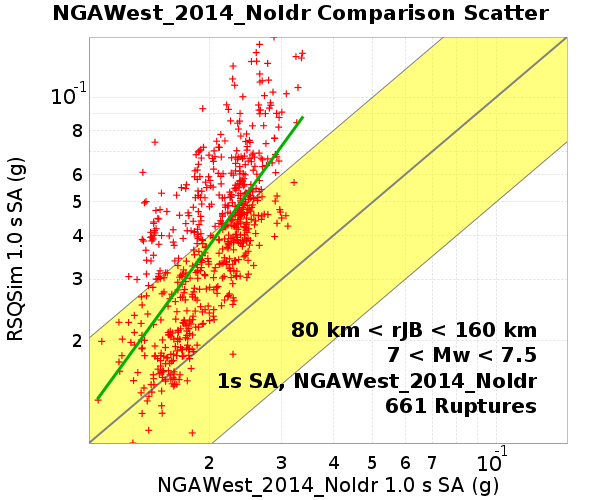 NGAWest_2014_NoIdr Comparison Scatter
RSQSim 1.0 s SA (g)
10-1
8
6
5
4
3
2
80 km < rJB < 160 km
7 < Mw < 7.5
1s SA, NGAWest_2014_NoIdr
661 Ruptures
2 3 4 5 6 7 10-1
NGAWest_2014_NoIdr 1.0 s SA (g)